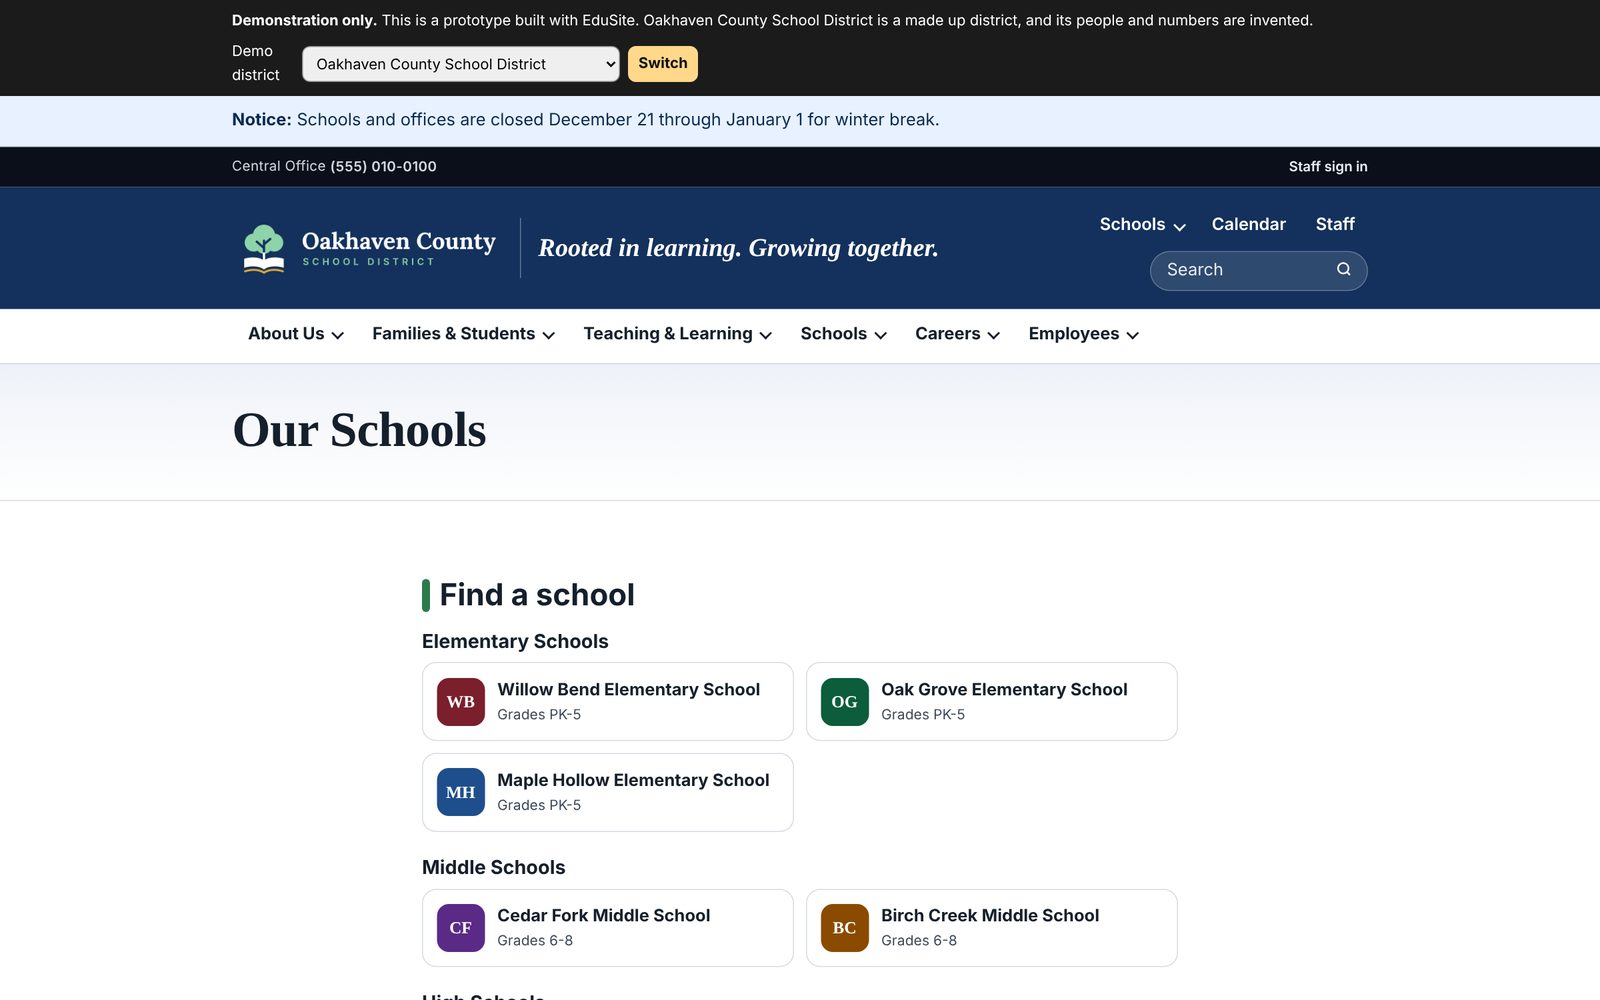 Demonstration only. This is a prototype built with EduSite. Oakhaven County School District is a made up district, and its people and numbers are invented.
Demo district
Oakhaven County School District
Switch
Notice: Schools and offices are closed December 21 through January 1 for winter break.
Central Office (555) 010-0100
Staff sign in
Oakhaven County
SCHOOL DISTRICT
Rooted in learning. Growing together.
Schools
Calendar
Staff
Search
About Us
Families & Students
Teaching & Learning
Schools
Careers
Employees
Our Schools
Find a school
Elementary Schools
WB
Willow Bend Elementary School
Grades PK-5
OG
Oak Grove Elementary School
Grades PK-5
MH
Maple Hollow Elementary School
Grades PK-5
Middle Schools
CF
Cedar Fork Middle School
Grades 6-8
BC
Birch Creek Middle School
Grades 6-8
High Schools